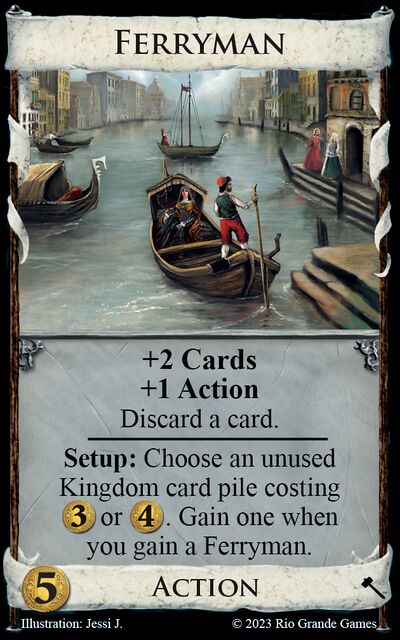 FERRYMAN
+2 Cards
+1 Action
Discard a card.
Setup: Choose an unused
Kingdom card pile costing
3 or 4. Gain one when
you gain a Ferryman.
5 ACTION
Illustration: Jessi J. © 2023 Rio Grande Games